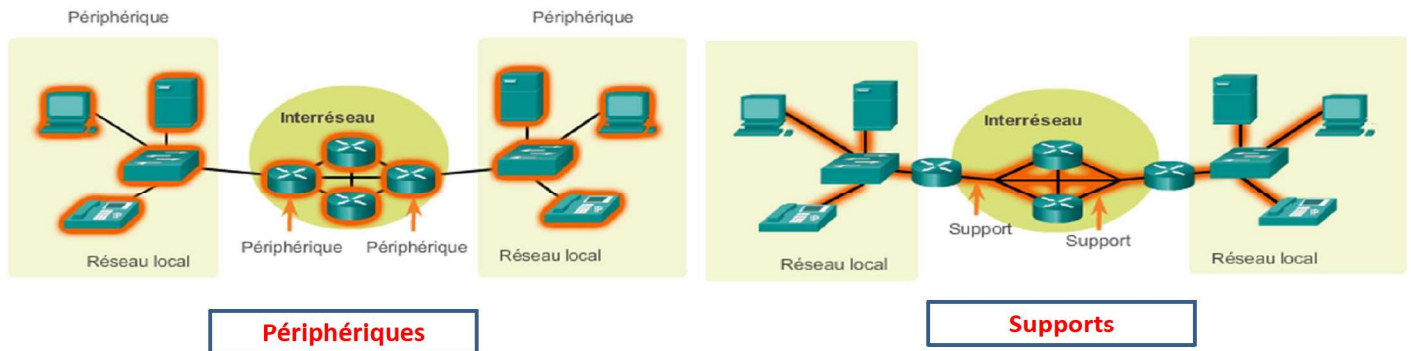 Périphérique
Périphérique
Interréseau
Périphérique
Périphérique
Réseau local
Réseau local
Périphériques
Interréseau
Support
Support
Réseau local
Réseau local
Supports